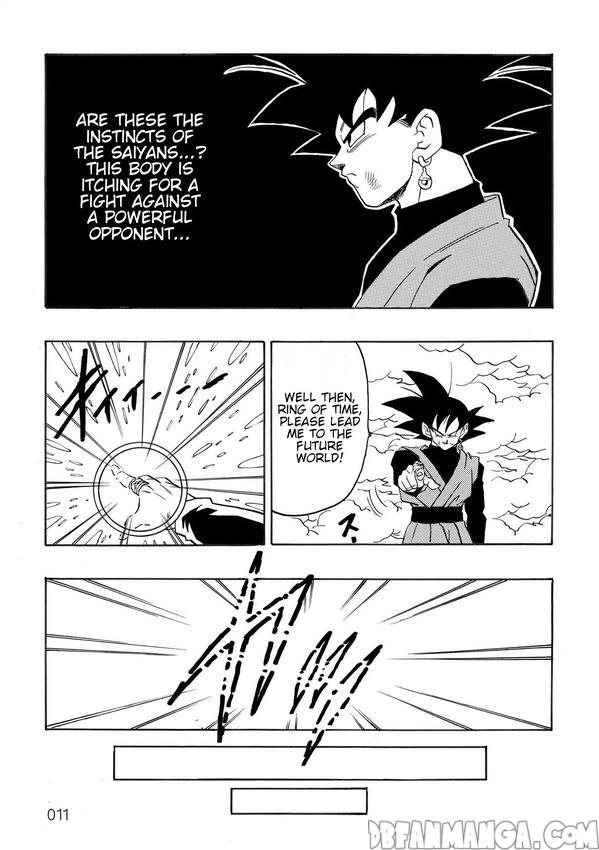 ARE THESE THE
INSTINCTS OF
THE SAIYANS...?
THIS BODY IS
ITCHING FOR A
FIGHT AGAINST
A POWERFUL
OPPONENT...
WELL THEN,
RING OF TIME,
PLEASE LEAD
ME TO THE
FUTURE
WORLD!
011
DBFANMANGA.COM